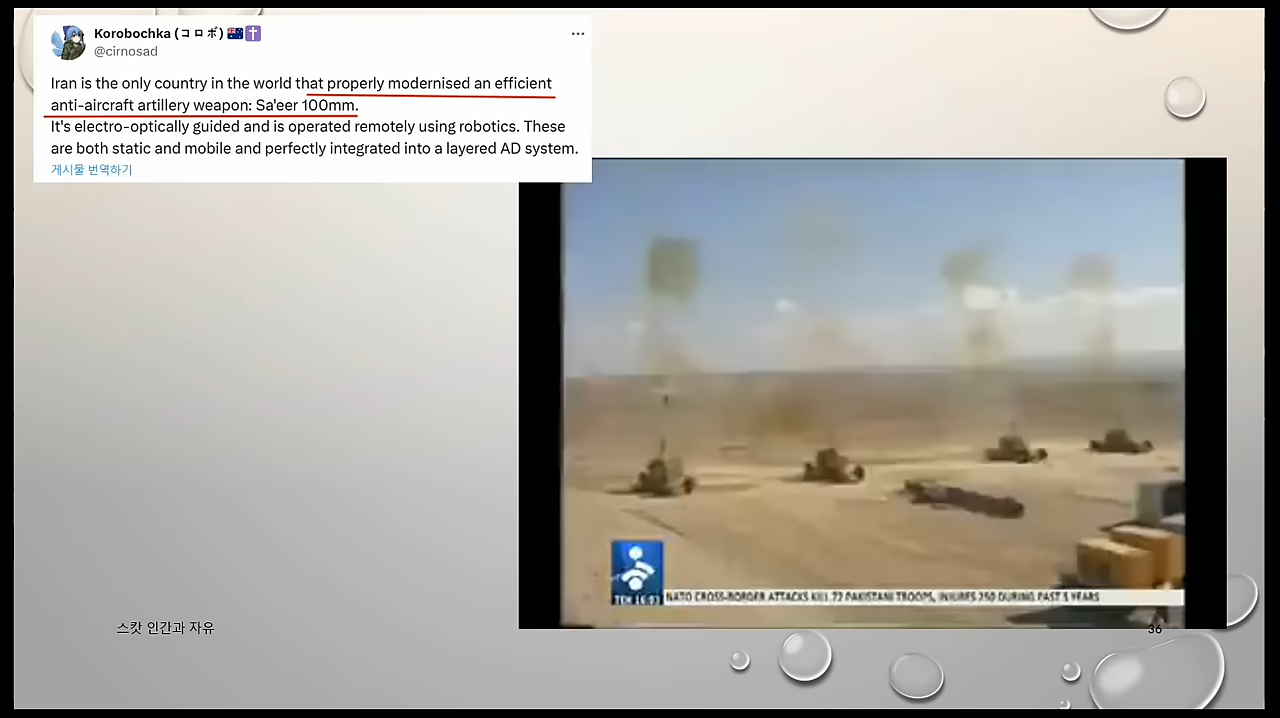 Korobochka (コロボ) 🇦🇺✝️
@cirnosad
Iran is the only country in the world that properly modernised an efficient
anti-aircraft artillery weapon: Sa'eer 100mm.
It's electro-optically guided and is operated remotely using robotics. These
are both static and mobile and perfectly integrated into a layered AD system.
게시물 번역하기
NATO CROSS-BORDER ATTACKS KILL 72 PAKISTANI TROOPS, INJURES 250 DURING PAST 3 YEARS
스캇 인간과 자유
36